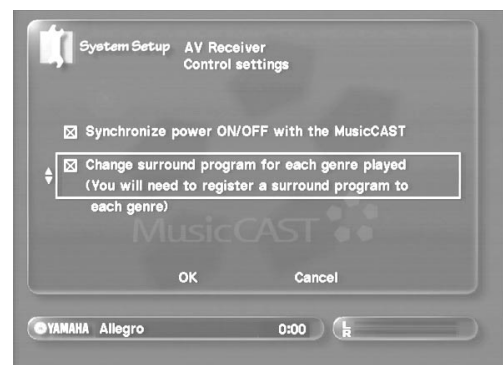 System Setup AV Receiver
Control settings
Synchronize power ON/OFF with the MusicCAST
Change surround program for each genre played
(You will need to register a surround program to
each genre)
MusicCAST
OK Cancel
YAMAHA Allegro 0:00 L
R